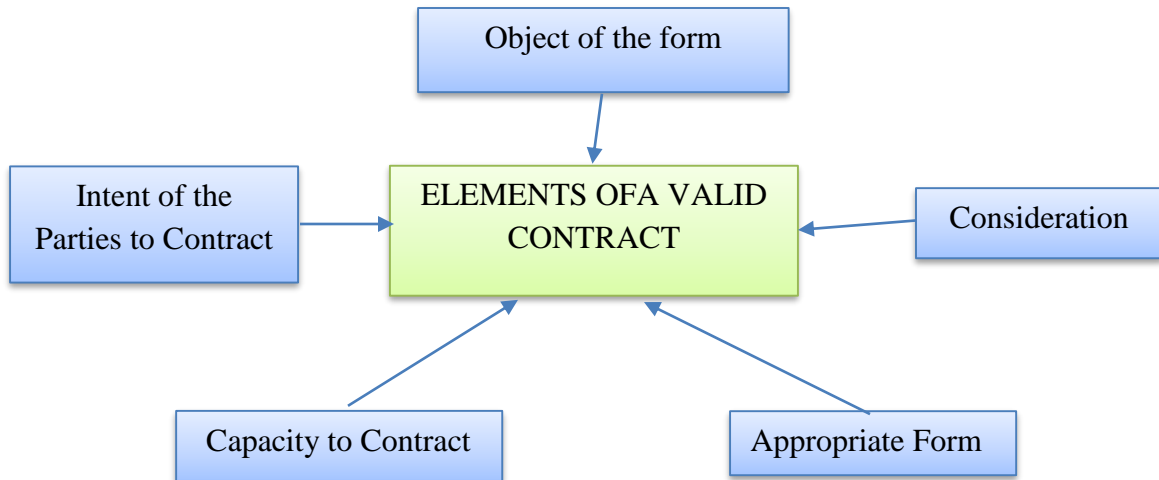 Object of the form
Intent of the
Parties to Contract
ELEMENTS OFA VALID
CONTRACT
Consideration
Capacity to Contract
Appropriate Form